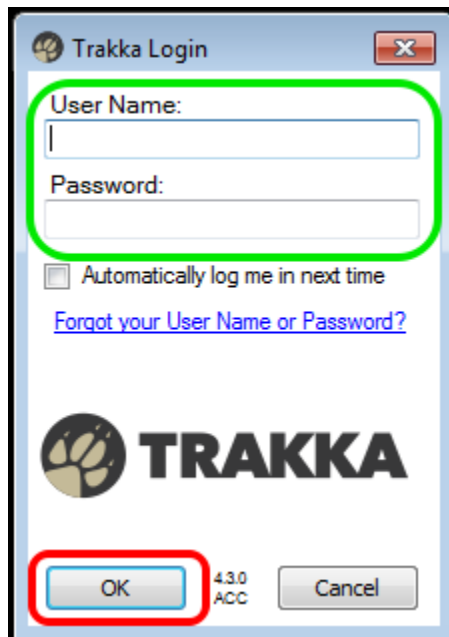 Trakka Login
User Name:
Password:
Automatically log me in next time
Forgot your User Name or Password?
TRAKKA
OK
4.3.0
ACC
Cancel